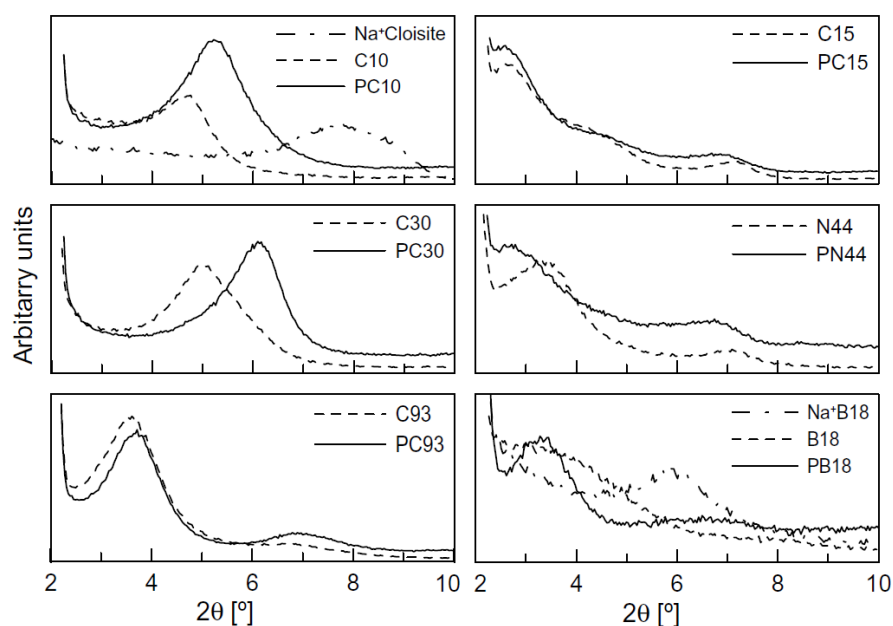 Na⁺Cloisite
C10
PC10
C15
PC15
C30
PC30
N44
PN44
C93
PC93
Na⁺B18
B18
PB18
Arbitarry units
2 4 6 8 10
2θ [º]
2 4 6 8 10
2θ [º]